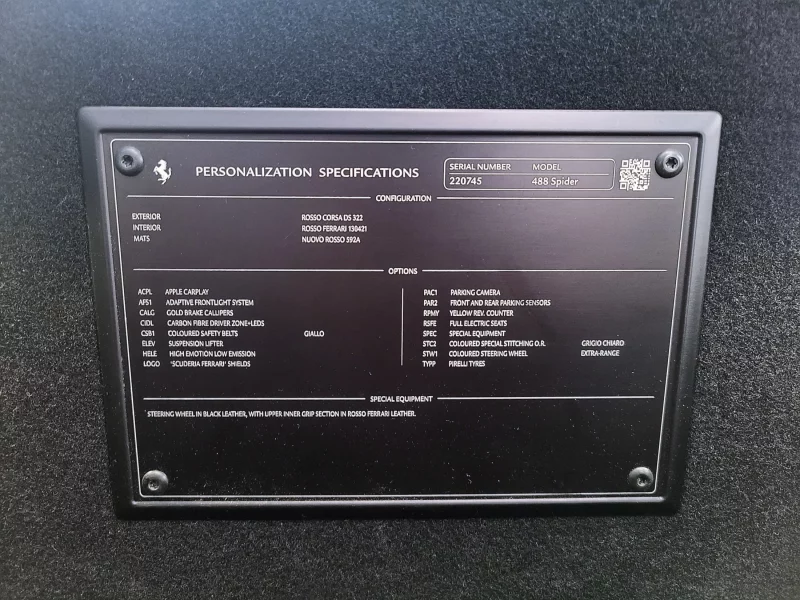 PERSONALIZATION SPECIFICATIONS
SERIAL NUMBER MODEL
220745 488 Spider
CONFIGURATION
EXTERIOR ROSSO CORSA DS 322
INTERIOR ROSSO FERRARI 130421
MATS NUOVO ROSSO 592A
OPTIONS
ACPL APPLE CARPLAY
AFS1 ADAPTIVE FRONTLIGHT SYSTEM
CALG GOLD BRAKE CALLIPERS
CIDL CARBON FIBRE DRIVER ZONE+LEDS
CSB1 COLOURED SAFETY BELTS GIALLO
ELEV SUSPENSION LIFTER
HELE HIGH EMOTION LOW EMISSION
LOGO 'SCUDERIA FERRARI' SHIELDS
PAC1 PARKING CAMERA
PAR2 FRONT AND REAR PARKING SENSORS
RPMY YELLOW REV. COUNTER
RSFE FULL ELECTRIC SEATS
SPEC SPECIAL EQUIPMENT
STC2 COLOURED SPECIAL STITCHING O.R. GRIGIO CHIARO
STW1 COLOURED STEERING WHEEL EXTRA-RANGE
TYPP PIRELLI TYRES
SPECIAL EQUIPMENT
STEERING WHEEL IN BLACK LEATHER, WITH UPPER INNER GRIP SECTION IN ROSSO FERRARI LEATHER.